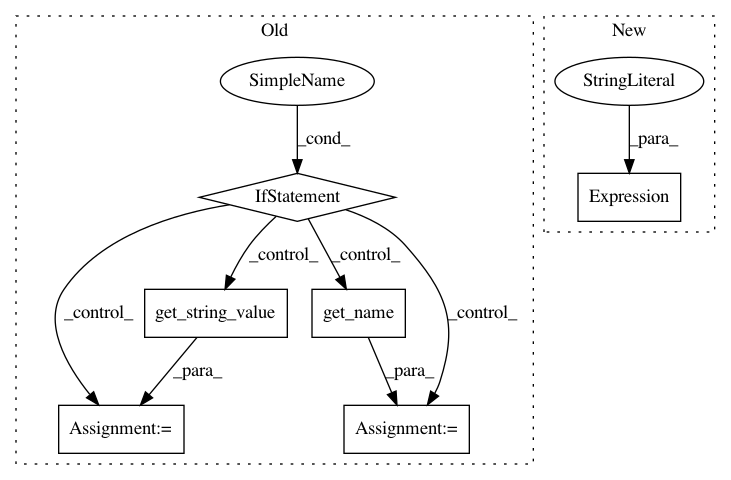 Old
New
SimpleName
StringLiteral
_cond_
_para_
IfStatement
Expression
_control_
_control_
_control_
_control_
get_string_value
get_name
_para_
_para_
Assignment:=
Assignment:=